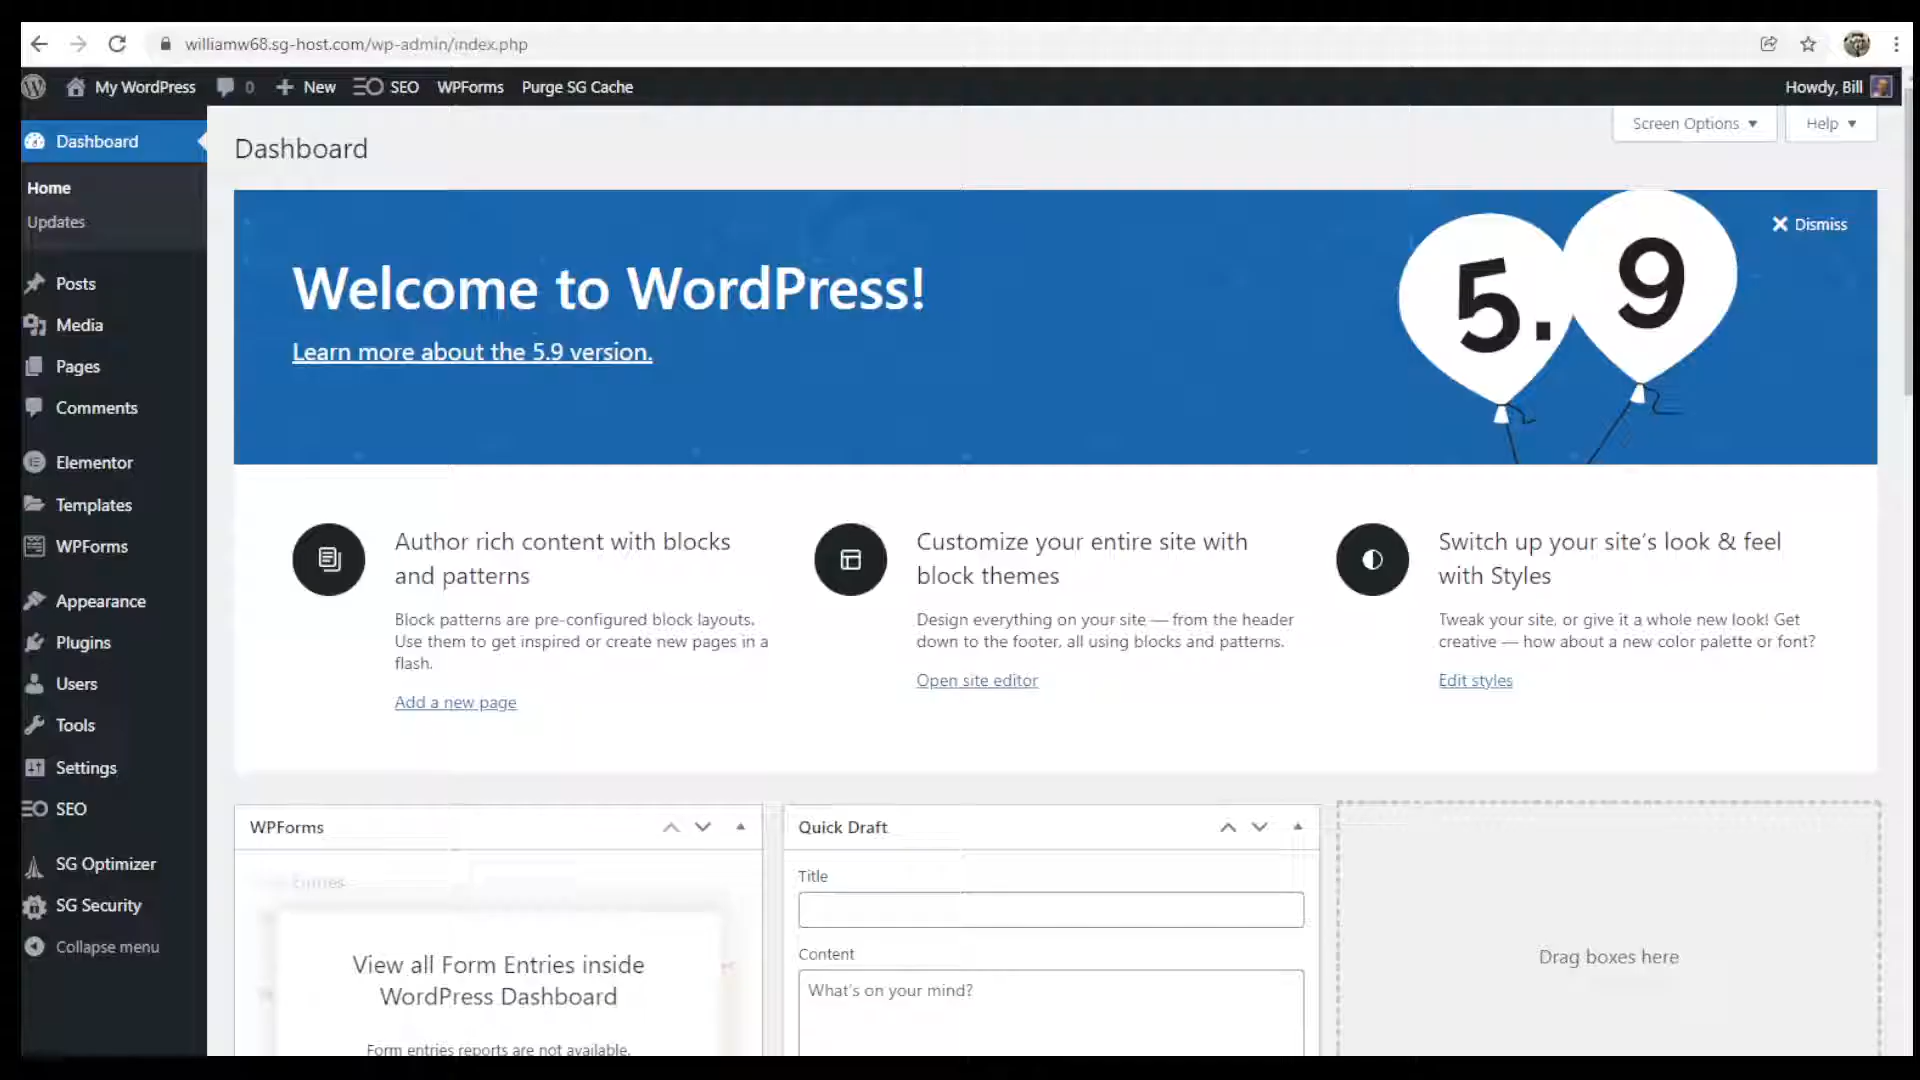 williamw68.sg-host.com/wp-admin/index.php
My WordPress 0 New SEO WPForms Purge SG Cache Howdy, Bill
Screen Options Help
Dashboard
Home
Updates
Posts
Media
Pages
Comments
Elementor
Templates
WPForms
Appearance
Plugins
Users
Tools
Settings
SEO
SG Optimizer
SG Security
Collapse menu
Dashboard
Dismiss
Welcome to WordPress!
Learn more about the 5.9 version.
5.9
Author rich content with blocks
and patterns
Block patterns are pre-configured block layouts.
Use them to get inspired or create new pages in a
flash.
Add a new page
Customize your entire site with
block themes
Design everything on your site — from the header
down to the footer, all using blocks and patterns.
Open site editor
Switch up your site's look & feel
with Styles
Tweak your site, or give it a whole new look! Get
creative — how about a new color palette or font?
Edit styles
WPForms
Entries
View all Form Entries inside
WordPress Dashboard
Form entries reports are not available.
Quick Draft
Title
Content
What's on your mind?
Drag boxes here